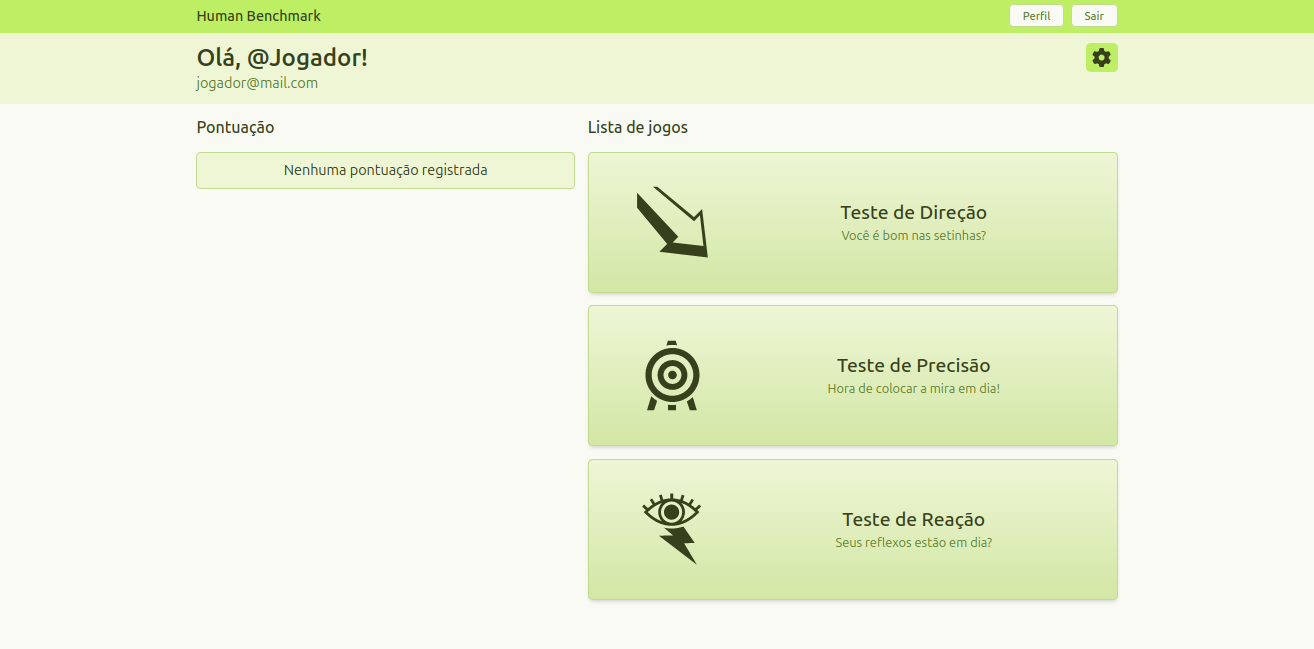 Human Benchmark
Perfil
Sair
Olá, @Jogador!
jogador@mail.com
Pontuação
Nenhuma pontuação registrada
Lista de jogos
Teste de Direção
Você é bom nas setinhas?
Teste de Precisão
Hora de colocar a mira em dia!
Teste de Reação
Seus reflexos estão em dia?